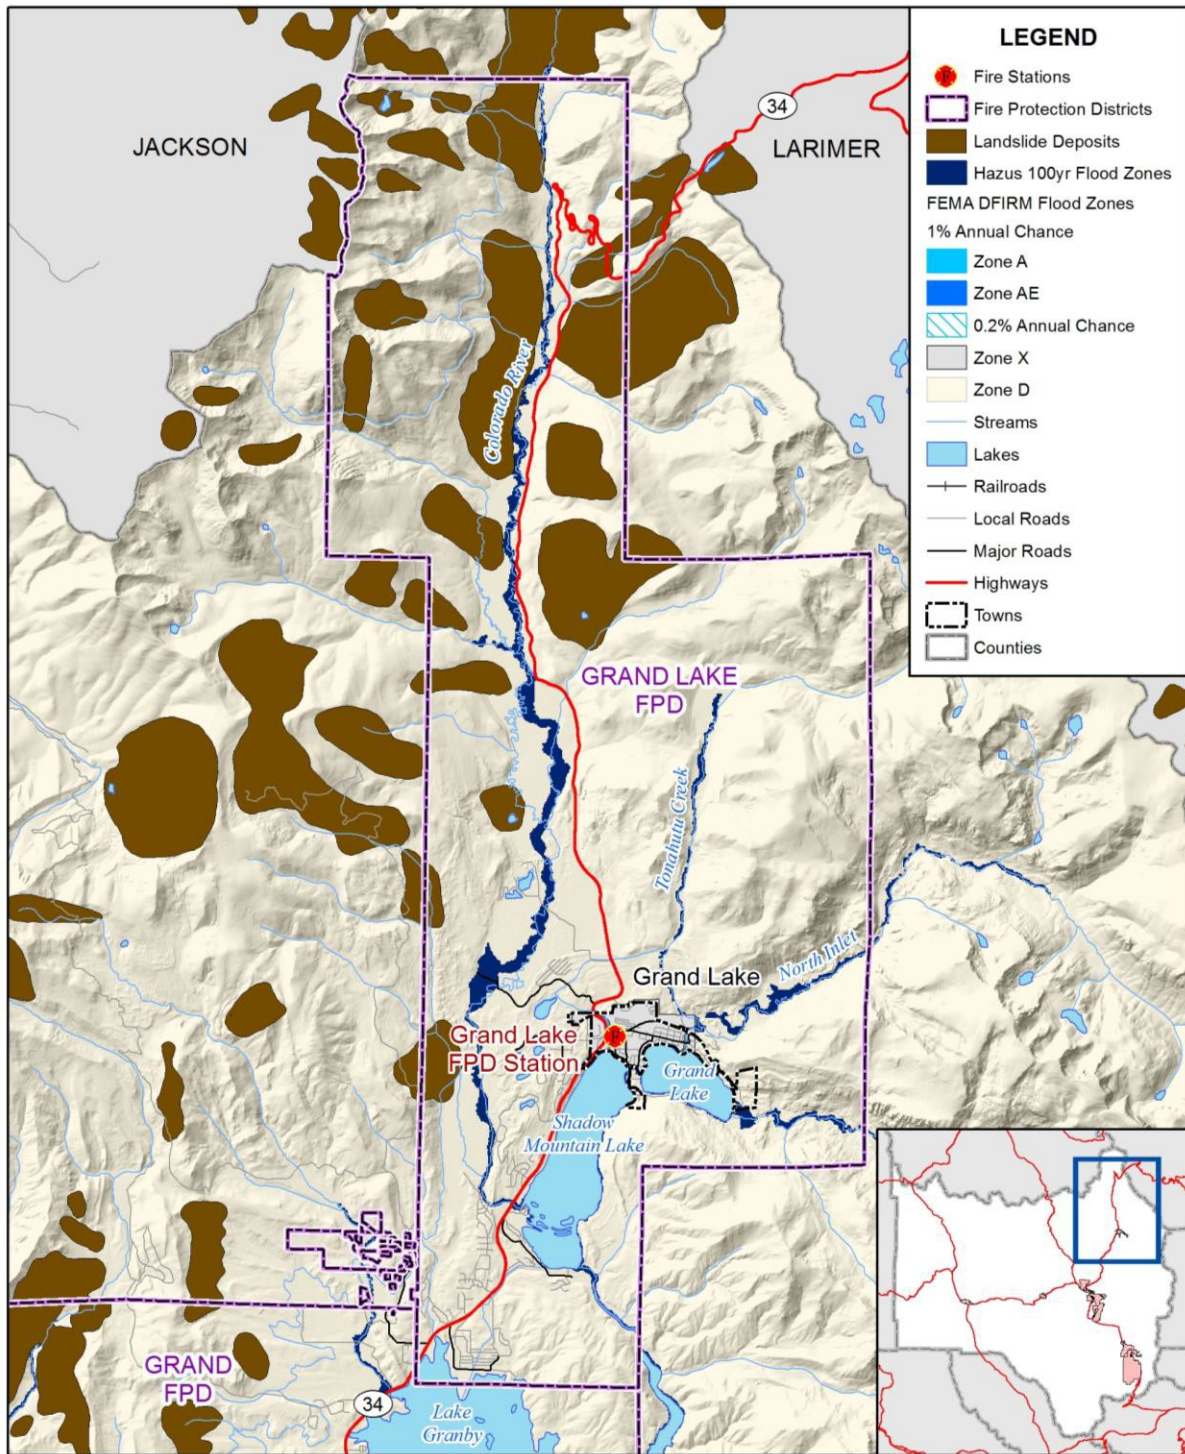 JACKSON
34
LARIMER
LEGEND
Fire Stations
Fire Protection Districts
Landslide Deposits
Hazus 100yr Flood Zones
FEMA DFIRM Flood Zones
1% Annual Chance
Zone A
Zone AE
0.2% Annual Chance
Zone X
Zone D
Streams
Lakes
Railroads
Local Roads
Major Roads
Highways
Towns
Counties
Colorado River
GRAND LAKE
FPD
Tonahutu Creek
North Inlet
Grand Lake
Grand Lake
FPD Station
F
Grand
Lake
Shadow
Mountain Lake
GRAND
FPD
34
Lake
Granby